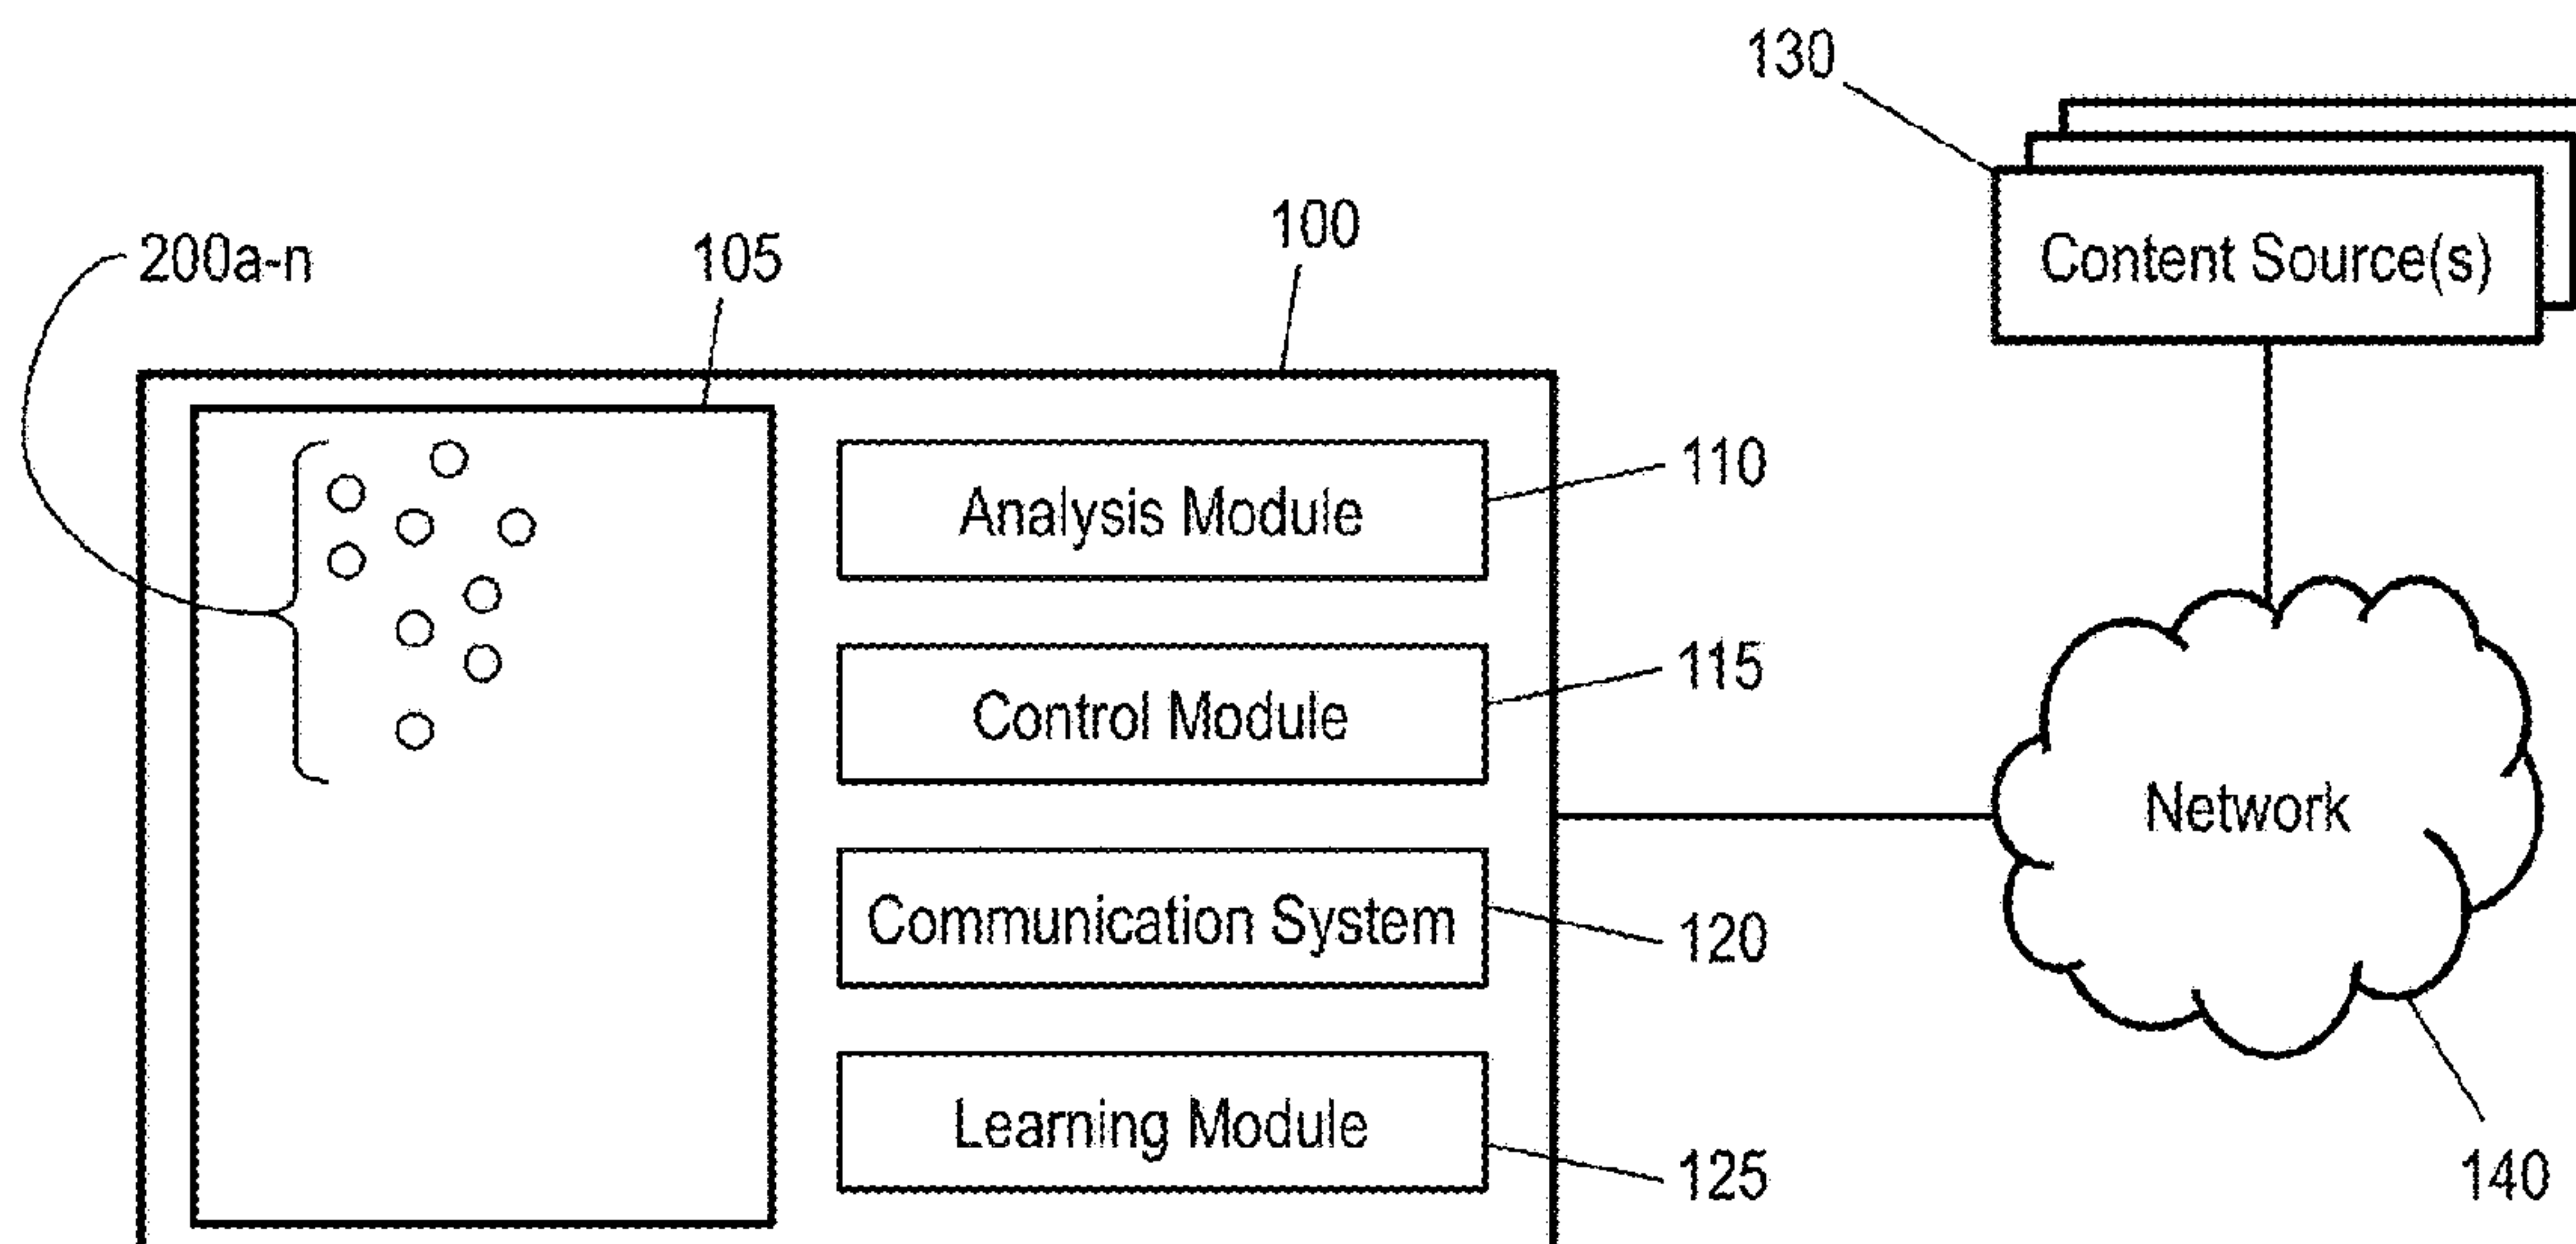 130
100
200a-n
105
Content Source(s)
110
Analysis Module
115
Control Module
Network
Communication System
120
Learning Module
125
140